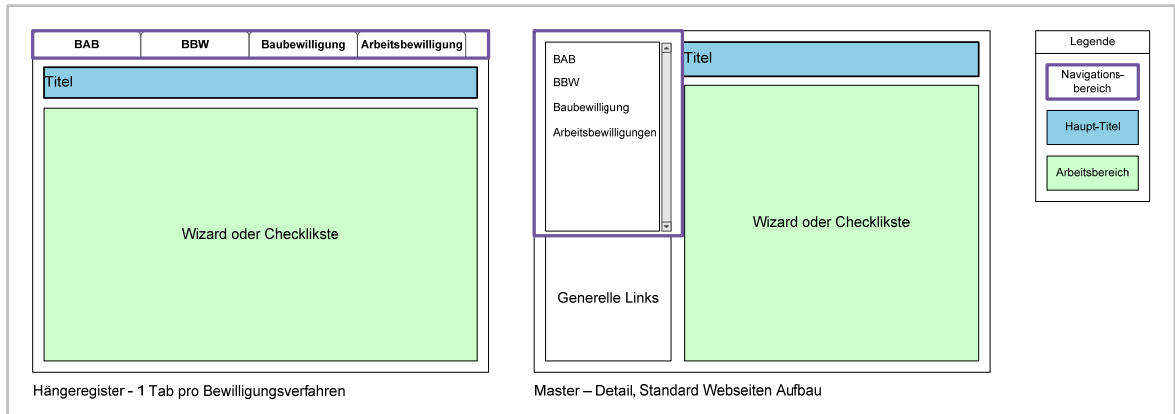 BAB
BBW
Baubewilligung
Arbeitsbewilligung
Titel
Wizard oder Checklikste
Hängeregister - 1 Tab pro Bewilligungsverfahren
BAB
BBW
Baubewilligung
Arbeitsbewilligungen
Generelle Links
Titel
Wizard oder Checklikste
Master – Detail, Standard Webseiten Aufbau
Legende
Navigations-
bereich
Haupt-Titel
Arbeitsbereich